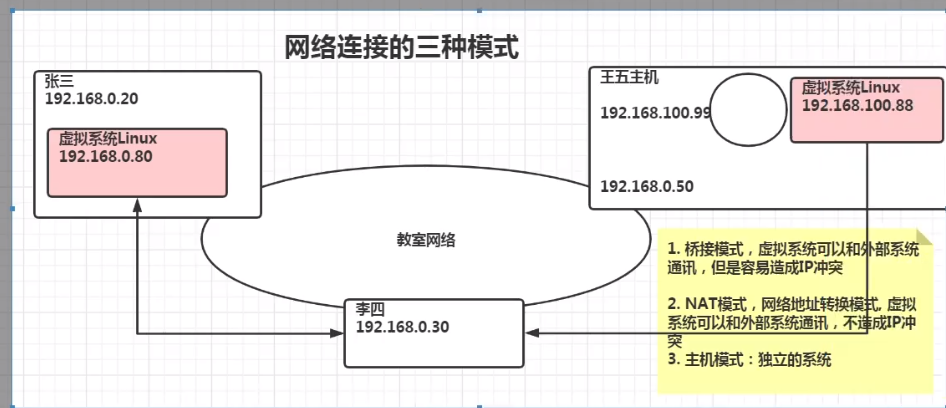 网络连接的三种模式
张三
192.168.0.20
虚拟系统Linux
192.168.0.80
王五主机
192.168.100.99
虚拟系统Linux
192.168.100.88
192.168.0.50
教室网络
李四
192.168.0.30
1. 桥接模式，虚拟系统可以和外部系统
通讯，但是容易造成IP冲突
2. NAT模式，网络地址转换模式, 虚拟
系统可以和外部系统通讯，不造成IP冲
突
3. 主机模式：独立的系统